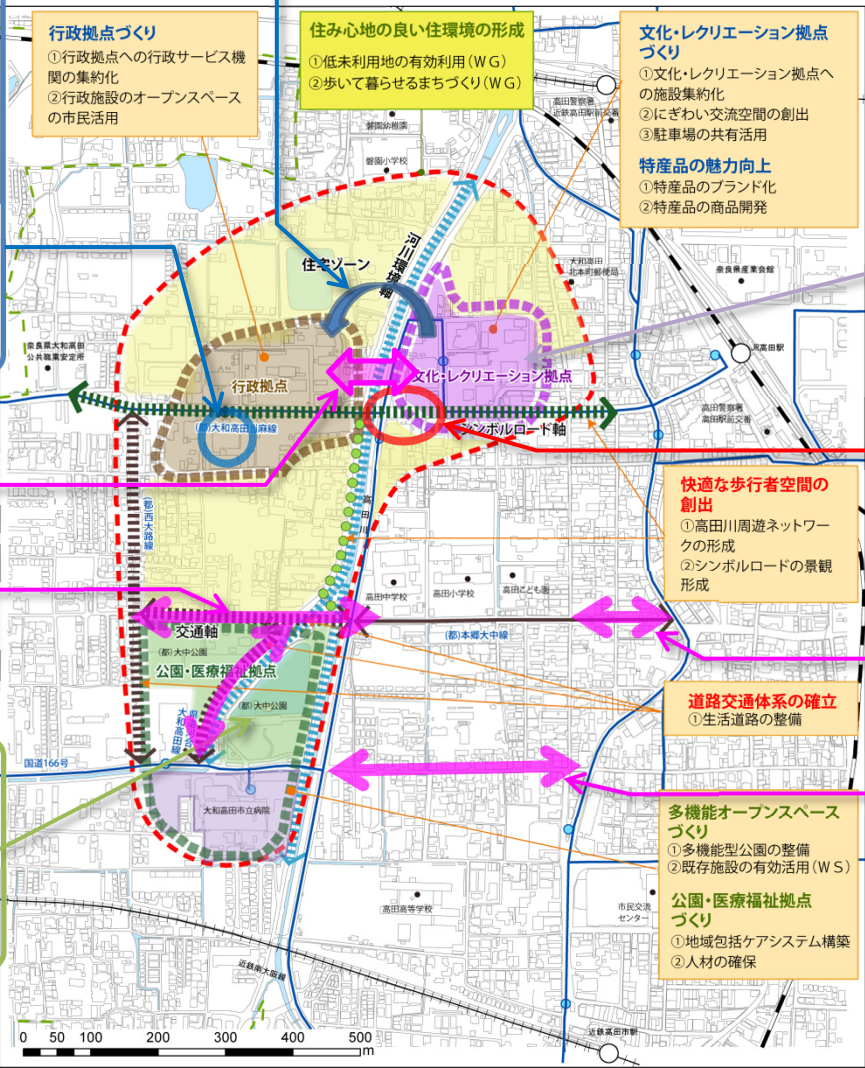 行政拠点づくり
①行政拠点への行政サービス機
関の集約化
②行政施設のオープンスペース
の市民活用
住み心地の良い住環境の形成
①低未利用地の有効利用(WG)
②歩いて暮らせるまちづくり(WG)
文化・レクリエーション拠点
づくり
①文化・レクリエーション拠点へ
の施設集約化
②にぎわい交流空間の創出
③駐車場の共有活用
特産品の魅力向上
①特産品のブランド化
②特産品の商品開発
高田警察署
近鉄高田駅前交番
磐園幼稚園
磐園小学校
住宅ゾーン
河川環境軸
大和高田
北本町郵便局
奈良県産業会館
奈良県大和高田
公共職業安定所
JR高田駅
行政拠点
文化・レクリエーション拠点
高田警察署
高田駅前交番
シンボルロード軸
快適な歩行者空間の
創出
①高田川周遊ネットワー
クの形成
②シンボルロードの景観
形成
(都)西大路線
高田川
高田中学校
高田小学校
高田こども園
交通軸
(都)本郷大中線
(都)大中公園
公園・医療福祉拠点
(都)大中公園
大和高田線
道路交通体系の確立
①生活道路の整備
国道166号
大和高田市立病院
多機能オープンスペース
づくり
①多機能型公園の整備
②既存施設の有効活用(WS)
公園・医療福祉拠点
づくり
①地域包括ケアシステム構築
②人材の確保
高田高等学校
市民交流
センター
近鉄南大阪線
近鉄高田市駅
0 50 100 200 300 400 500
m